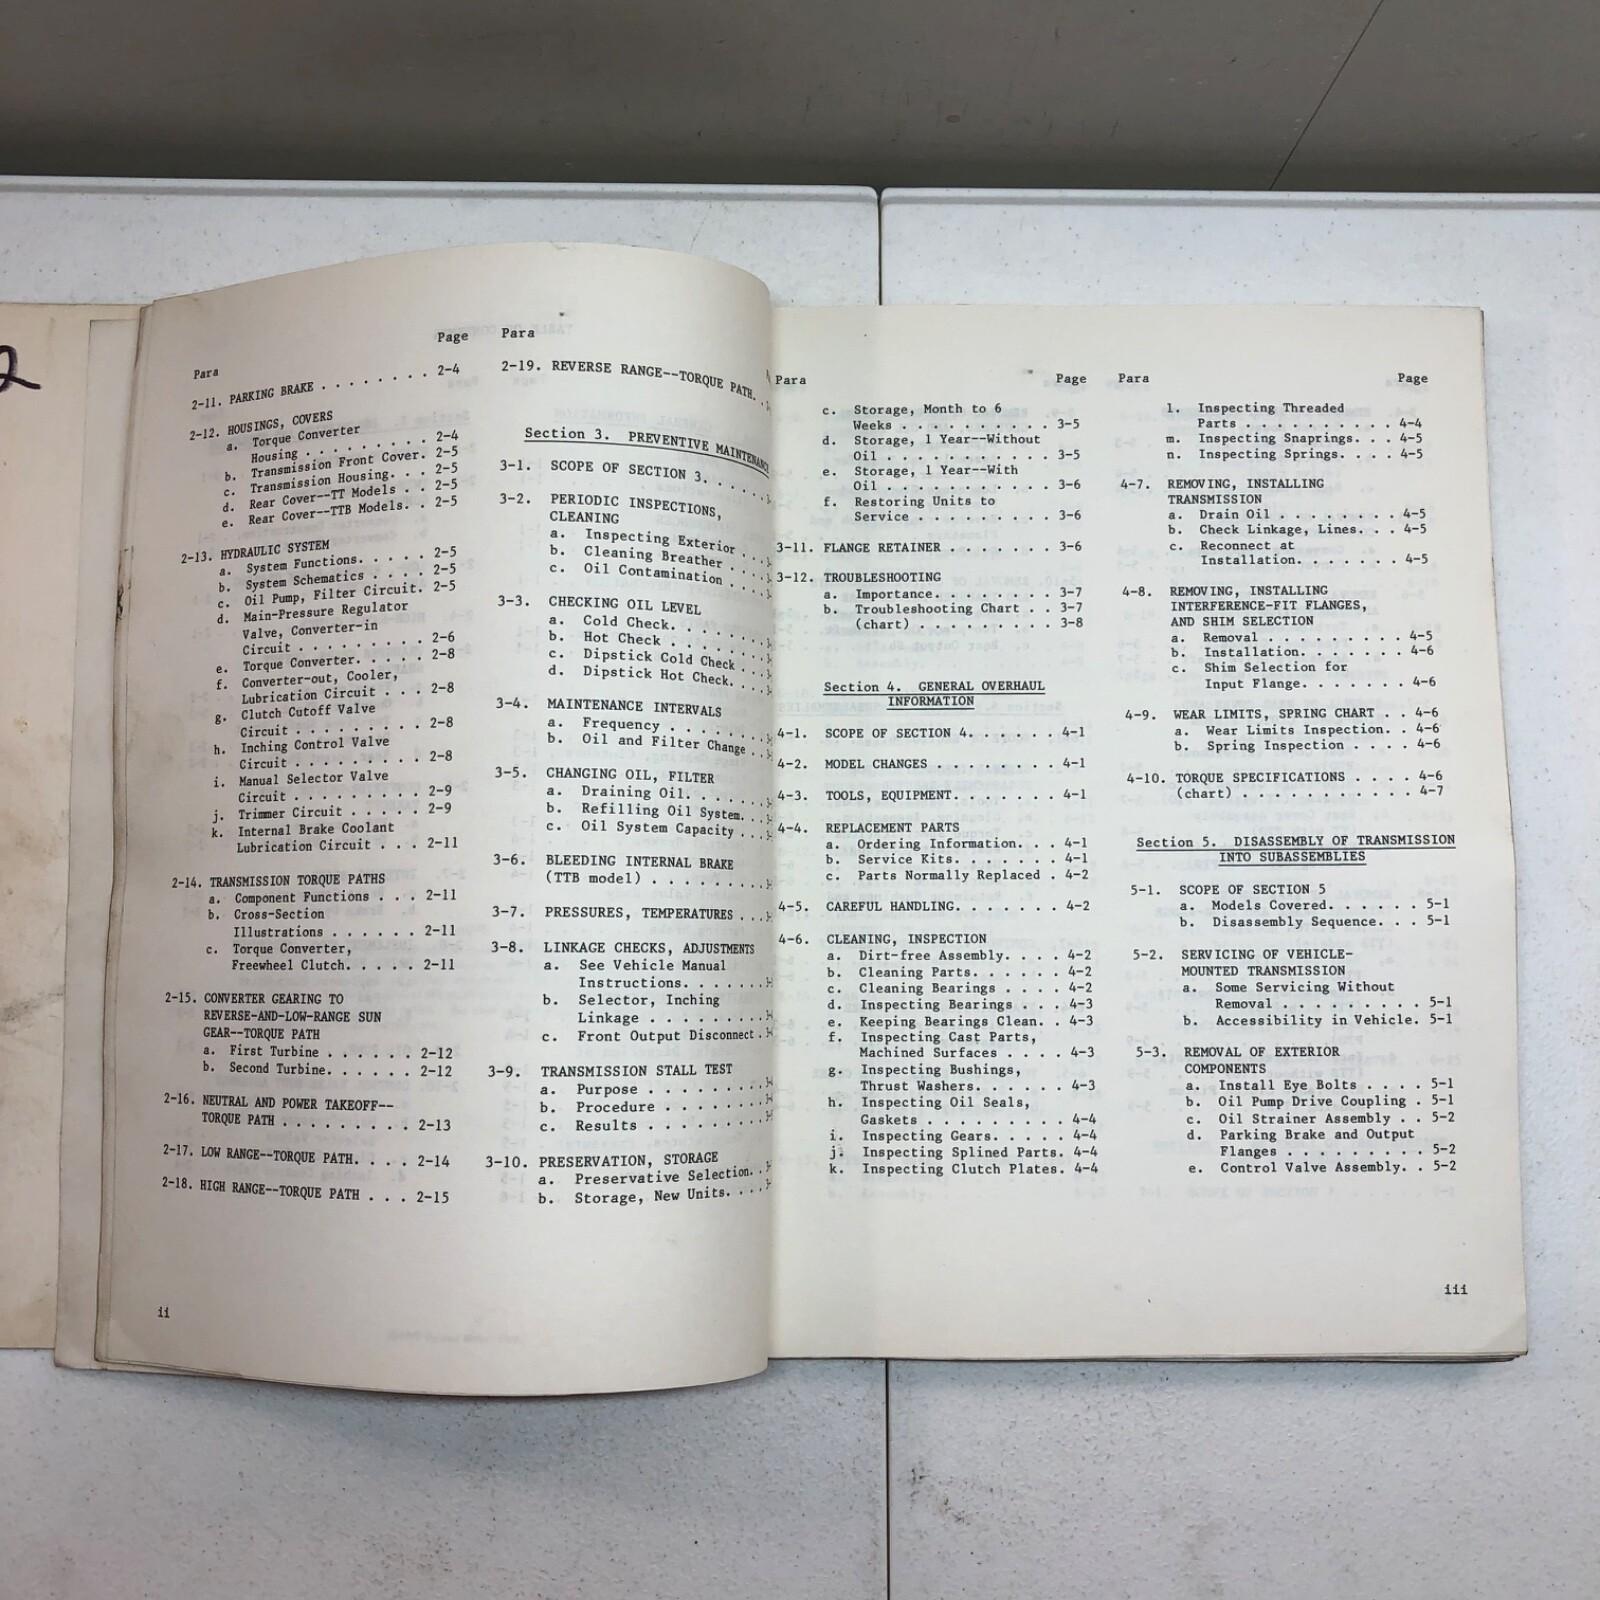 2
Para Page
2-11. PARKING BRAKE . . . . . . . . 2-4
2-12. HOUSINGS, COVERS
a. Torque Converter
Housing . . . . . . . . . 2-4
b. Transmission Front Cover. 2-5
c. Transmission Housing. . . 2-5
d. Rear Cover--TT Models . . 2-5
e. Rear Cover--TTB Models. . 2-5
2-13. HYDRAULIC SYSTEM
a. System Functions. . . . . 2-5
b. System Schematics . . . . 2-5
c. Oil Pump, Filter Circuit. 2-5
d. Main-Pressure Regulator
Valve, Converter-in
Circuit . . . . . . . . . 2-6
e. Torque Converter. . . . . 2-8
f. Converter-out, Cooler,
Lubrication Circuit . . . 2-8
g. Clutch Cutoff Valve
Circuit . . . . . . . . . 2-8
h. Inching Control Valve
Circuit . . . . . . . . . 2-8
i. Manual Selector Valve
Circuit . . . . . . . . . 2-9
j. Trimmer Circuit . . . . . 2-9
k. Internal Brake Coolant
Lubrication Circuit . . . 2-11
2-14. TRANSMISSION TORQUE PATHS
a. Component Functions . . . 2-11
b. Cross-Section
Illustrations . . . . . . 2-11
c. Torque Converter,
Freewheel Clutch. . . . . 2-11
2-15. CONVERTER GEARING TO
REVERSE-AND-LOW-RANGE SUN
GEAR--TORQUE PATH
a. First Turbine . . . . . . 2-12
b. Second Turbine. . . . . . 2-12
2-16. NEUTRAL AND POWER TAKEOFF--
TORQUE PATH . . . . . . . . . 2-13
2-17. LOW RANGE--TORQUE PATH. . . . 2-14
2-18. HIGH RANGE--TORQUE PATH . . . 2-15
ii
Para
2-19. REVERSE RANGE--TORQUE PATH. .
Section 3. PREVENTIVE MAINTENANCE
3-1. SCOPE OF SECTION 3. . . . .
3-2. PERIODIC INSPECTIONS,
CLEANING
a. Inspecting Exterior . . .
b. Cleaning Breather . . . .
c. Oil Contamination . . . .
3-3. CHECKING OIL LEVEL
a. Cold Check. . . . . . . .
b. Hot Check . . . . . . . .
c. Dipstick Cold Check . . .
d. Dipstick Hot Check. . . .
3-4. MAINTENANCE INTERVALS
a. Frequency . . . . . . . .
b. Oil and Filter Change . .
3-5. CHANGING OIL, FILTER
a. Draining Oil. . . . . . .
b. Refilling Oil System. . .
c. Oil System Capacity . . .
3-6. BLEEDING INTERNAL BRAKE
(TTB model) . . . . . . . . .
3-7. PRESSURES, TEMPERATURES . . .
3-8. LINKAGE CHECKS, ADJUSTMENTS
a. See Vehicle Manual
Instructions. . . . . . .
b. Selector, Inching
Linkage . . . . . . . . .
c. Front Output Disconnect .
3-9. TRANSMISSION STALL TEST
a. Purpose . . . . . . . . .
b. Procedure . . . . . . . .
c. Results . . . . . . . . .
3-10. PRESERVATION, STORAGE
a. Preservative Selection. .
b. Storage, New Units. . . .
Para Page
c. Storage, Month to 6
Weeks . . . . . . . . . . 3-5
d. Storage, 1 Year--Without
Oil . . . . . . . . . . . 3-5
e. Storage, 1 Year--With
Oil . . . . . . . . . . . 3-6
f. Restoring Units to
Service . . . . . . . . . 3-6
3-11. FLANGE RETAINER . . . . . . . 3-6
3-12. TROUBLESHOOTING
a. Importance. . . . . . . . 3-7
b. Troubleshooting Chart . . 3-7
(chart) . . . . . . . . . 3-8
Section 4. GENERAL OVERHAUL
INFORMATION
4-1. SCOPE OF SECTION 4. . . . . . 4-1
4-2. MODEL CHANGES . . . . . . . . 4-1
4-3. TOOLS, EQUIPMENT. . . . . . . 4-1
4-4. REPLACEMENT PARTS
a. Ordering Information. . . 4-1
b. Service Kits. . . . . . . 4-1
c. Parts Normally Replaced . 4-2
4-5. CAREFUL HANDLING. . . . . . . 4-2
4-6. CLEANING, INSPECTION
a. Dirt-free Assembly. . . . 4-2
b. Cleaning Parts. . . . . . 4-2
c. Cleaning Bearings . . . . 4-2
d. Inspecting Bearings . . . 4-3
e. Keeping Bearings Clean. . 4-3
f. Inspecting Cast Parts,
Machined Surfaces . . . . 4-3
g. Inspecting Bushings,
Thrust Washers. . . . . . 4-3
h. Inspecting Oil Seals,
Gaskets . . . . . . . . . 4-4
i. Inspecting Gears. . . . . 4-4
j. Inspecting Splined Parts. 4-4
k. Inspecting Clutch Plates. 4-4
Para Page
l. Inspecting Threaded
Parts . . . . . . . . . . 4-4
m. Inspecting Snaprings. . . 4-5
n. Inspecting Springs. . . . 4-5
4-7. REMOVING, INSTALLING
TRANSMISSION
a. Drain Oil . . . . . . . . 4-5
b. Check Linkage, Lines. . . 4-5
c. Reconnect at
Installation. . . . . . . 4-5
4-8. REMOVING, INSTALLING
INTERFERENCE-FIT FLANGES,
AND SHIM SELECTION
a. Removal . . . . . . . . . 4-5
b. Installation. . . . . . . 4-6
c. Shim Selection for
Input Flange. . . . . . . 4-6
4-9. WEAR LIMITS, SPRING CHART . . 4-6
a. Wear Limits Inspection. . 4-6
b. Spring Inspection . . . . 4-6
4-10. TORQUE SPECIFICATIONS . . . . 4-6
(chart) . . . . . . . . . . . 4-7
Section 5. DISASSEMBLY OF TRANSMISSION
INTO SUBASSEMBLIES
5-1. SCOPE OF SECTION 5
a. Models Covered. . . . . . 5-1
b. Disassembly Sequence. . . 5-1
5-2. SERVICING OF VEHICLE-
MOUNTED TRANSMISSION
a. Some Servicing Without
Removal . . . . . . . . . 5-1
b. Accessibility in Vehicle. 5-1
5-3. REMOVAL OF EXTERIOR
COMPONENTS
a. Install Eye Bolts . . . . 5-1
b. Oil Pump Drive Coupling . 5-1
c. Oil Strainer Assembly . . 5-2
d. Parking Brake and Output
Flanges . . . . . . . . . 5-2
e. Control Valve Assembly. . 5-2
iii